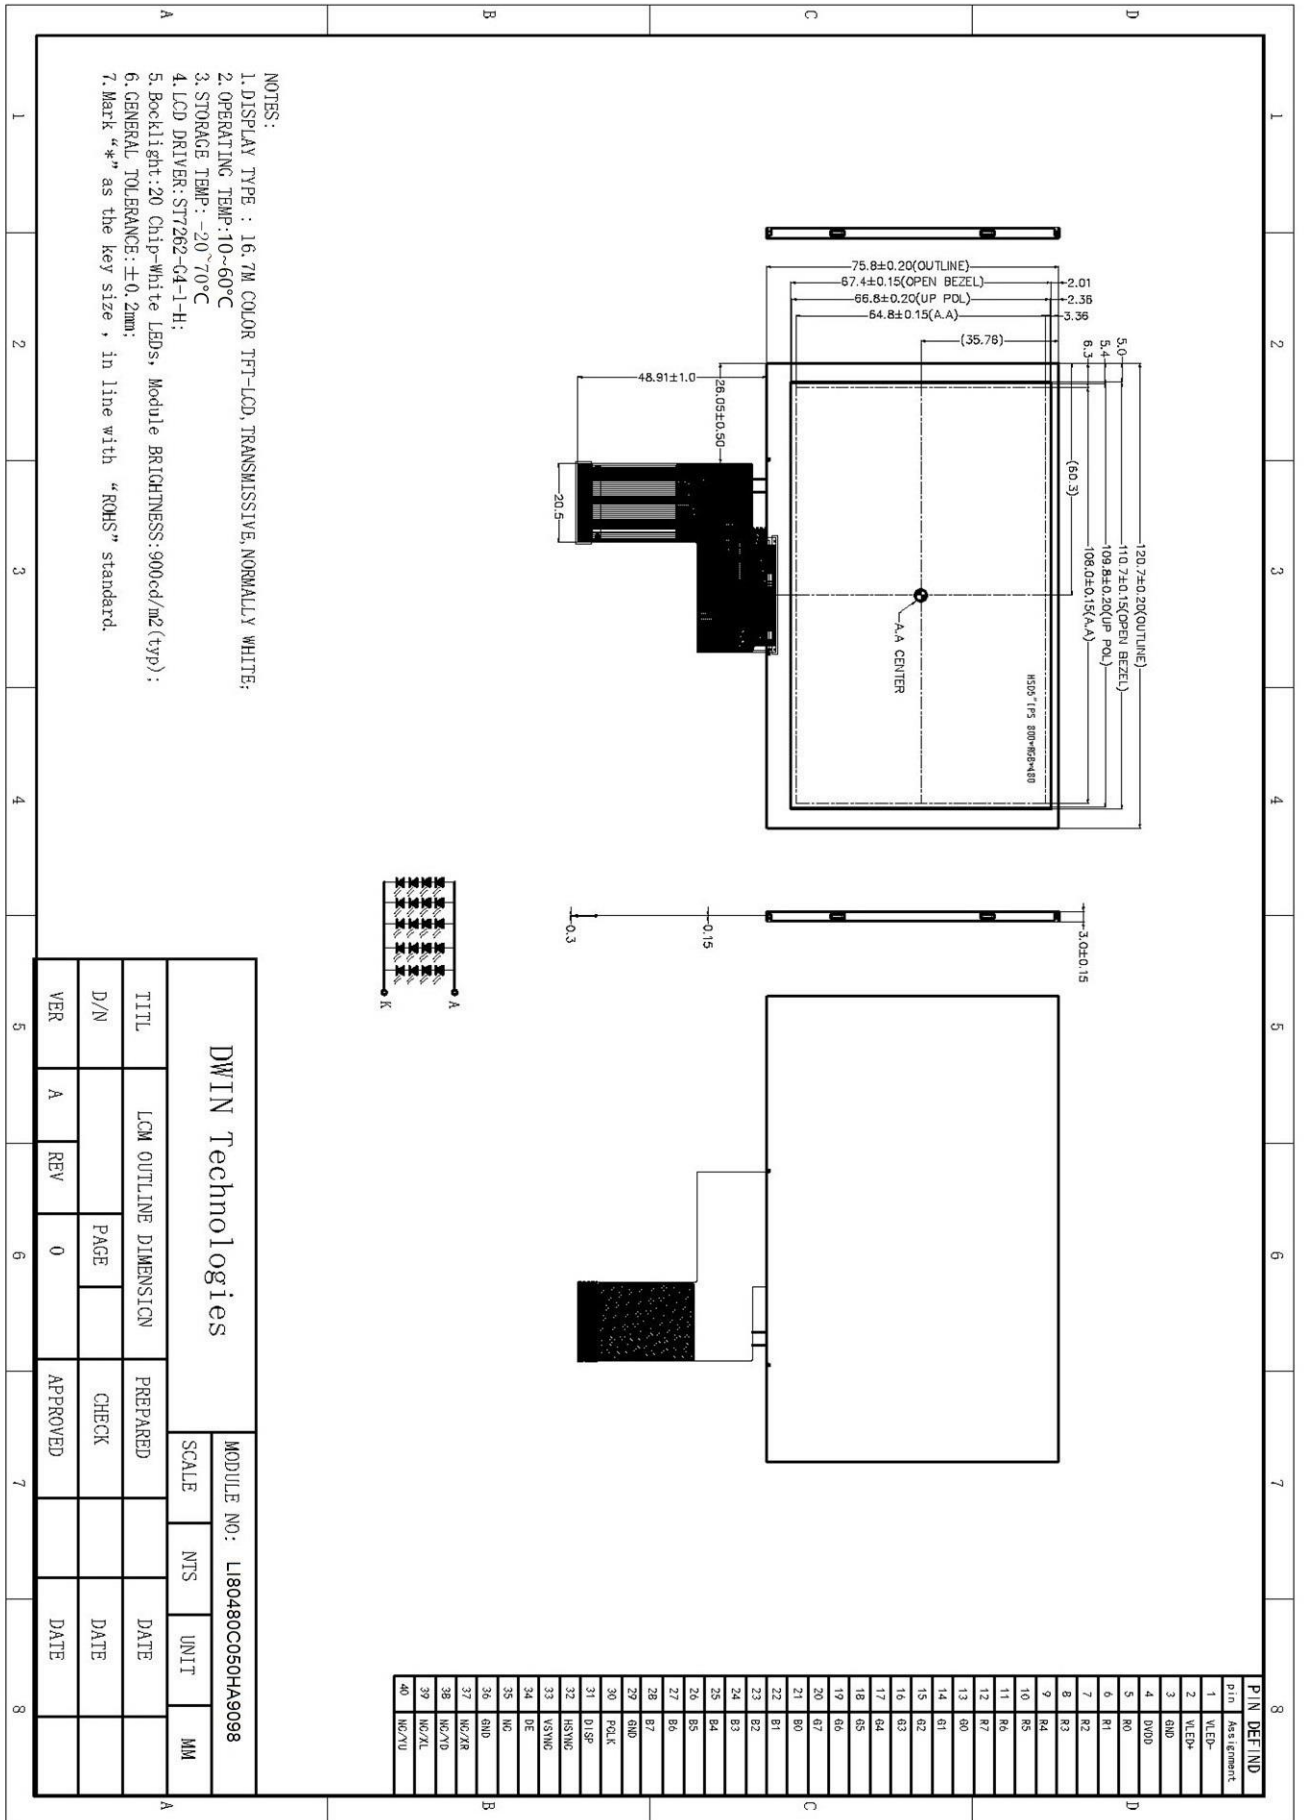 1
2
3
4
5
6
7
8
D
C
B
A
D
C
B
A
1
2
3
4
5
6
7
8
75.8±0.20(OUTLINE)
67.4±0.15(OPEN BEZEL)
66.8±0.20(UP POL)
64.8±0.15(A.A)
(35.76)
2.01
2.36
3.36
120.7±0.20(OUTLINE)
110.7±0.15(OPEN BEZEL)
109.8±0.20(UP POL)
108.0±0.15(A.A)
(60.3)
5.0
5.4
6.3
HSD5"IPS 800*RGB*480
A.A CENTER
48.91±1.0
26.05±0.50
20.5
3.0±0.15
0.15
0.3
A
K
PIN DEFIND
pin Assignment
1 VLED-
2 VLED+
3 GND
4 DVDD
5 R0
6 R1
7 R2
8 R3
9 R4
10 R5
11 R6
12 R7
13 G0
14 G1
15 G2
16 G3
17 G4
18 G5
19 G6
20 G7
21 B0
22 B1
23 B2
24 B3
25 B4
26 B5
27 B6
28 B7
29 GND
30 PCLK
31 DISP
32 HSYNC
33 VSYNC
34 DE
35 NC
36 GND
37 NC/XR
38 NC/YD
39 NC/XL
40 NC/YU
NOTES:
1. DISPLAY TYPE : 16.7M COLOR TFT-LCD, TRANSMISSIVE, NORMALLY WHITE;
2. OPERATING TEMP:10~60°C
3. STORAGE TEMP: -20~70°C
4. LCD DRIVER:ST7262-G4-1-H;
5. Bocklight:20 Chip-White LEDs, Module BRIGHTNESS:900cd/m2(typ);
6. GENERAL TOLERANCE:±0.2mm;
7. Mark “*” as the key size , in line with “ROHS” standard.
DWIN Technologies
MODULE NO: LI80480C050HA9098
SCALE NTS UNIT MM
TITL LCM OUTLINE DIMENSICN PREPARED DATE
D/N PAGE CHECK DATE
VER A REV 0 APPROVED DATE